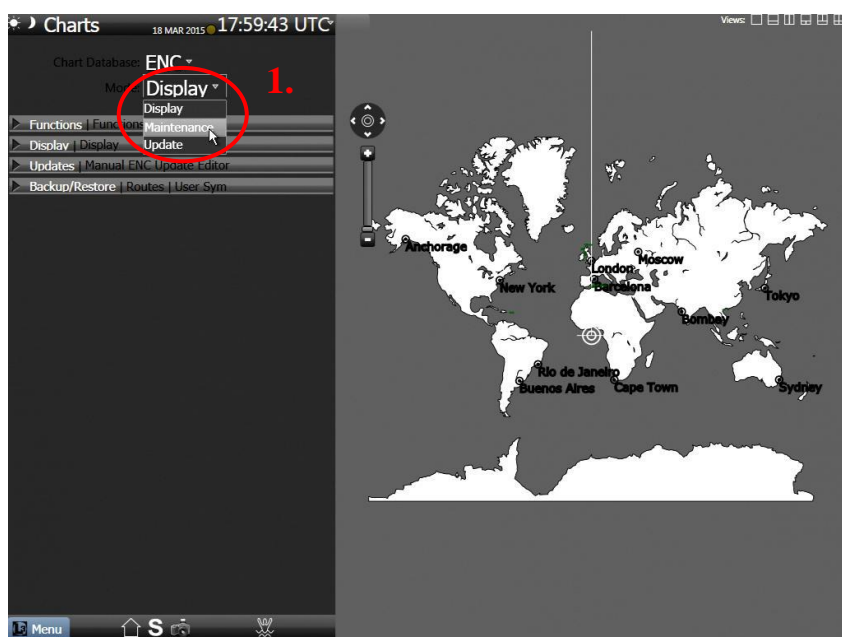 Charts 18 MAR 2015 17:59:43 UTC
Views:
Chart Database: ENC
Mode: Display
1.
Display
Maintenance
Update
Functions | Functions
Display | Display
Updates | Manual ENC Update Editor
Backup/Restore | Routes | User Sym
Anchorage
Moscow
London
New York
Barcelona
Tokyo
Bombay
Rio de Janeiro
Buenos Aires
Cape Town
Sydney
Menu
S